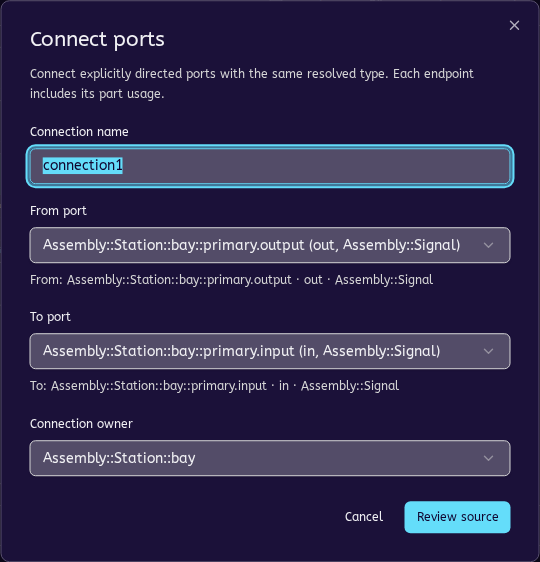 Connect ports
Connect explicitly directed ports with the same resolved type. Each endpoint
includes its part usage.
Connection name
connection1
From port
Assembly::Station::bay::primary.output (out, Assembly::Signal)
From: Assembly::Station::bay::primary.output · out · Assembly::Signal
To port
Assembly::Station::bay::primary.input (in, Assembly::Signal)
To: Assembly::Station::bay::primary.input · in · Assembly::Signal
Connection owner
Assembly::Station::bay
Cancel
Review source